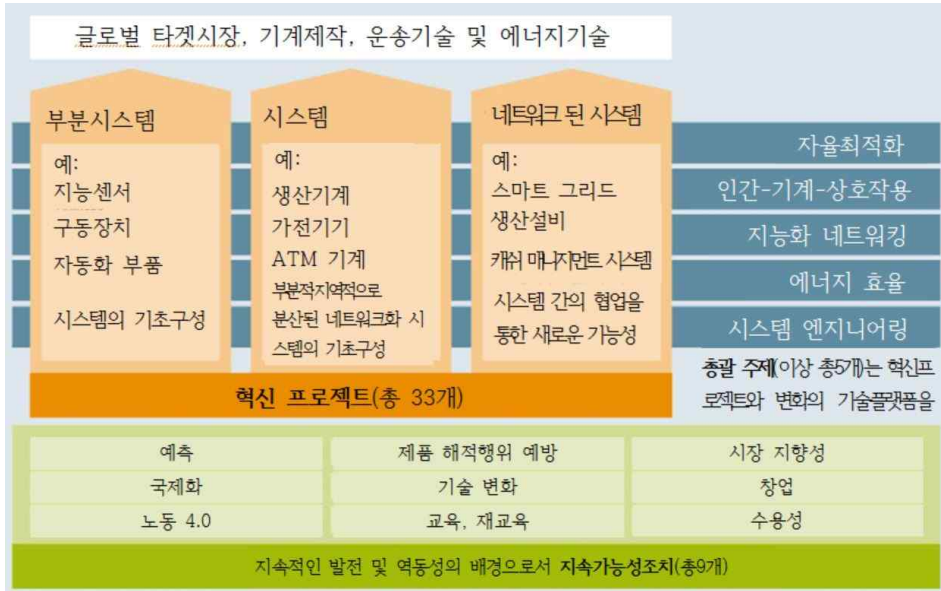 글로벌 타겟시장, 기계제작, 운송기술 및 에너지기술
부분시스템
예:
지능센서
구동장치
자동화 부품
시스템의 기초구성
시스템
예:
생산기계
가전기기
ATM 기계
부분적지역적으로
분산된 네트워크화 시
스템의 기초구성
네트워크 된 시스템
예:
스마트 그리드
생산설비
캐쉬 매니지먼트 시스템
시스템 간의 협업을
통한 새로운 기능성
자율최적화
인간-기계-상호작용
지능화 네트워킹
에너지 효율
시스템 엔지니어링
총괄 주제(이상 총5개)는 혁신프
로젝트와 변화의 기술플랫폼을
혁신 프로젝트(총 33개)
예측
제품 해적행위 예방
시장 지향성
국제화
기술 변화
창업
노동 4.0
교육, 재교육
수용성
지속적인 발전 및 역동성의 배경으로서 지속가능성조치(총9개)